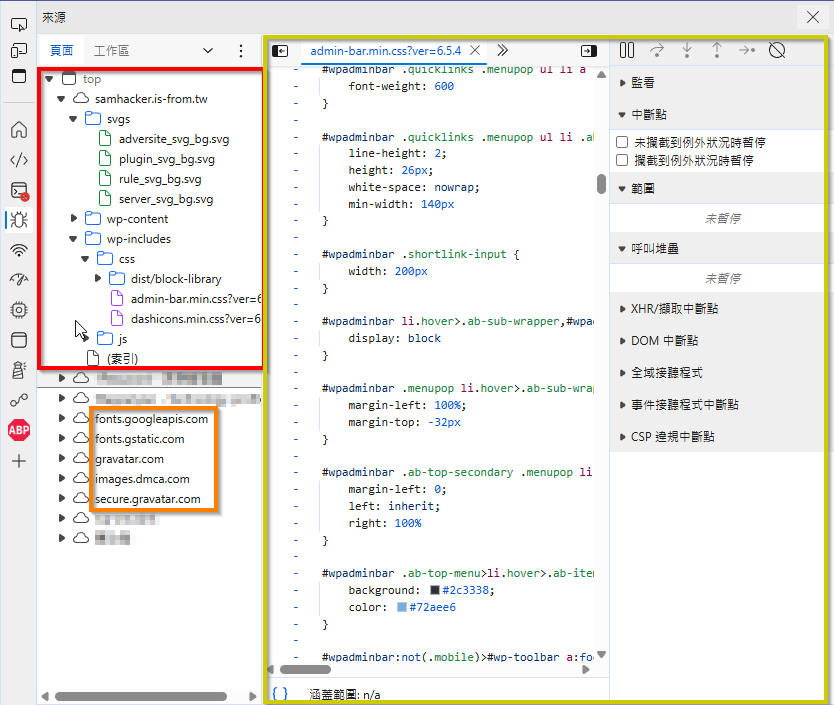 來源
頁面 工作區
top
samhacker.is-from.tw
svgs
adversite_svg_bg.svg
plugin_svg_bg.svg
rule_svg_bg.svg
server_svg_bg.svg
wp-content
wp-includes
css
dist/block-library
admin-bar.min.css?ver=6
dashicons.min.css?ver=6.5
js
(索引)
fonts.googleapis.com
fonts.gstatic.com
gravatar.com
images.dmca.com
secure.gravatar.com
ABP
admin-bar.min.css?ver=6.5.4
#wpadminbar .quicklinks .menupop ul li a
font-weight: 600
}
#wpadminbar .quicklinks .menupop ul li .al
line-height: 2;
height: 26px;
white-space: nowrap;
min-width: 140px
}
#wpadminbar .shortlink-input {
width: 200px
}
#wpadminbar li.hover>.ab-sub-wrapper,#wpa
display: block
}
#wpadminbar .menupop li.hover>.ab-sub-wra
margin-left: 100%;
margin-top: -32px
}
#wpadminbar .ab-top-secondary .menupop li
margin-left: 0;
left: inherit;
right: 100%
}
#wpadminbar .ab-top-menu>li.hover>.ab-ite
background: #2c3338;
color: #72aee6
}
#wpadminbar:not(.mobile)>#wp-toolbar a:fo
{ } 涵蓋範圍: n/a
監看
中斷點
未攔截到例外狀況時暫停
攔截到例外狀況時暫停
範圍
未暫停
呼叫堆疊
未暫停
XHR/擷取中斷點
DOM 中斷點
全域接聽程式
事件接聽程式中斷點
CSP 違規中斷點